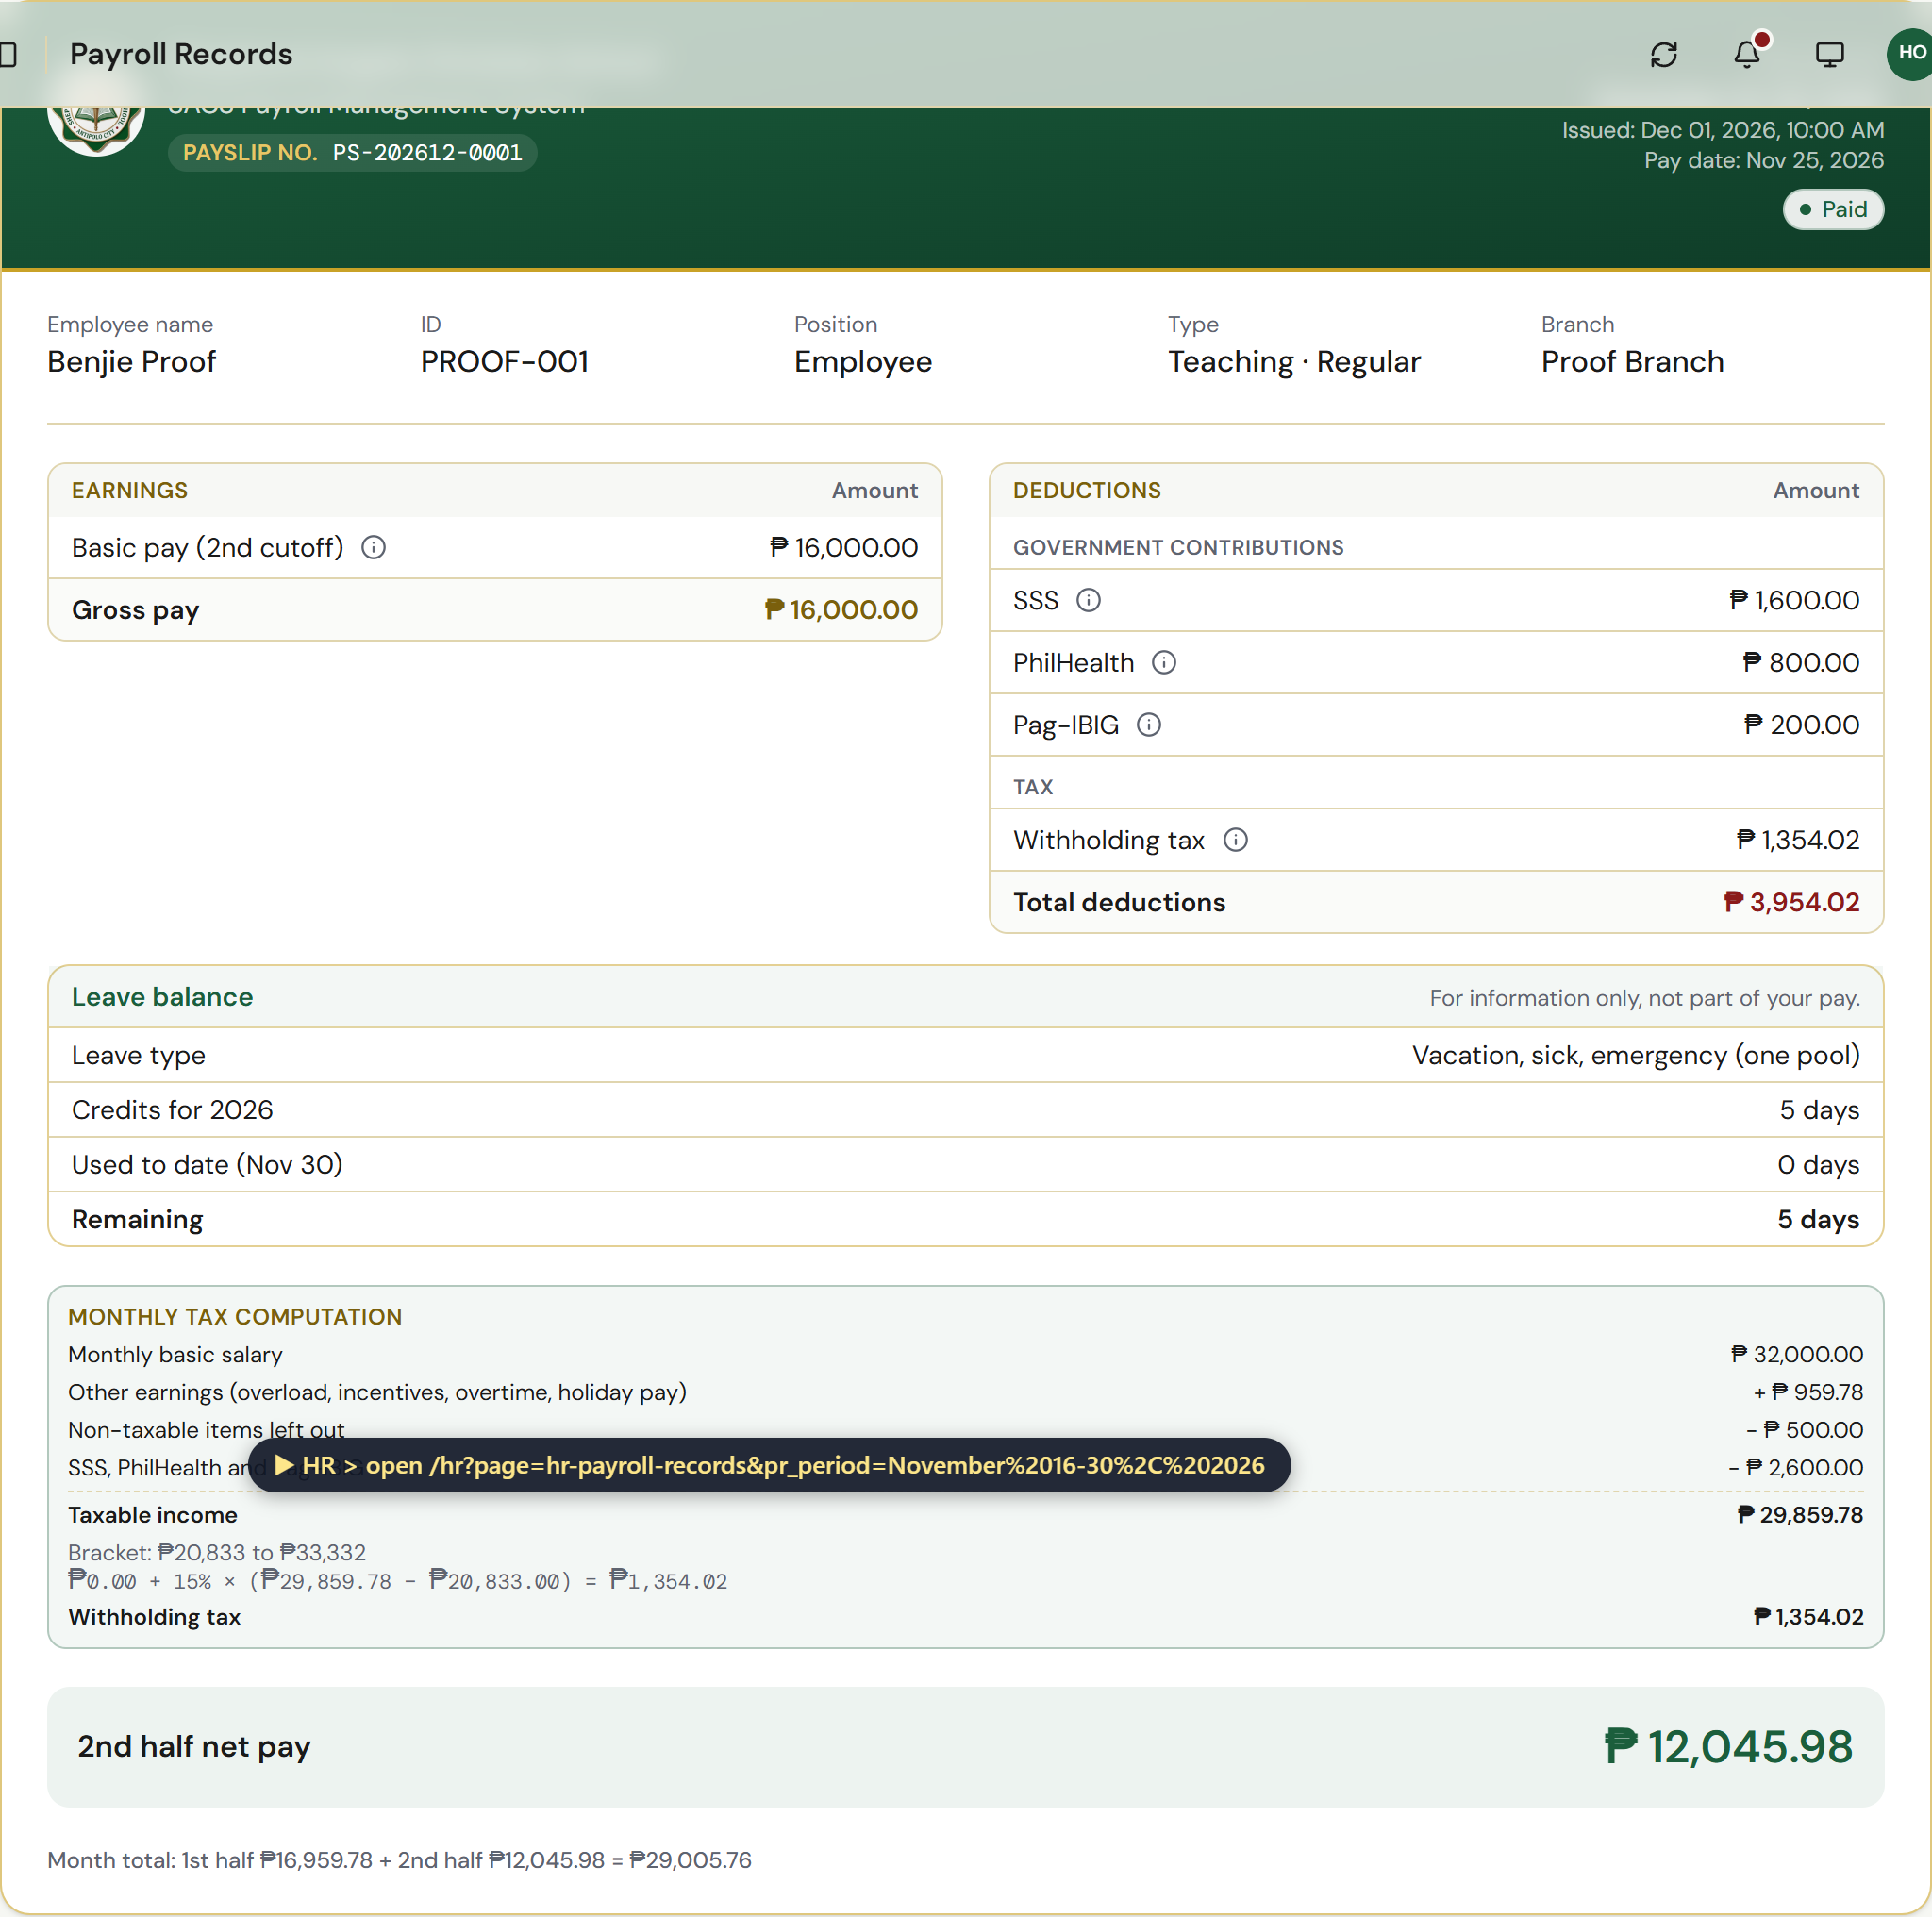 Payroll Records
HO
SAGS Payroll Management System
PAYSLIP NO. PS-202612-0001
Issued: Dec 01, 2026, 10:00 AM
Pay date: Nov 25, 2026
Paid
ANTIPOLO CITY
Employee name
Benjie Proof
ID
PROOF-001
Position
Employee
Type
Teaching · Regular
Branch
Proof Branch
EARNINGS Amount
Basic pay (2nd cutoff) ₱ 16,000.00
Gross pay ₱ 16,000.00
DEDUCTIONS Amount
GOVERNMENT CONTRIBUTIONS
SSS ₱ 1,600.00
PhilHealth ₱ 800.00
Pag-IBIG ₱ 200.00
TAX
Withholding tax ₱ 1,354.02
Total deductions ₱ 3,954.02
Leave balance For information only, not part of your pay.
Leave type Vacation, sick, emergency (one pool)
Credits for 2026 5 days
Used to date (Nov 30) 0 days
Remaining 5 days
MONTHLY TAX COMPUTATION
Monthly basic salary ₱ 32,000.00
Other earnings (overload, incentives, overtime, holiday pay) + ₱ 959.78
Non-taxable items left out − ₱ 500.00
SSS, PhilHealth an − ₱ 2,600.00
▶ HR > open /hr?page=hr-payroll-records&pr_period=November%2016-30%2C%202026
Taxable income ₱ 29,859.78
Bracket: ₱20,833 to ₱33,332
₱0.00 + 15% × (₱29,859.78 − ₱20,833.00) = ₱1,354.02
Withholding tax ₱ 1,354.02
2nd half net pay ₱ 12,045.98
Month total: 1st half ₱16,959.78 + 2nd half ₱12,045.98 = ₱29,005.76